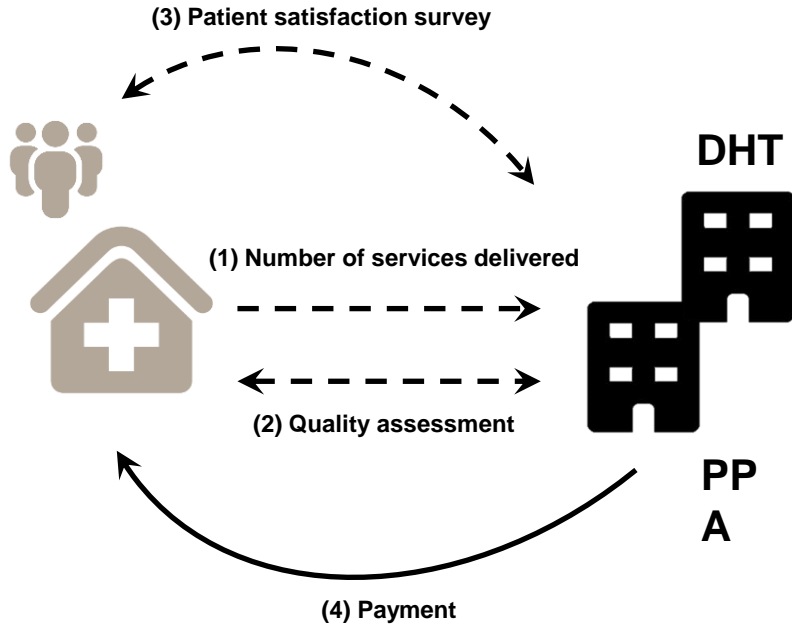 (3) Patient satisfaction survey
DHT
(1) Number of services delivered
(2) Quality assessment
PP
A
(4) Payment